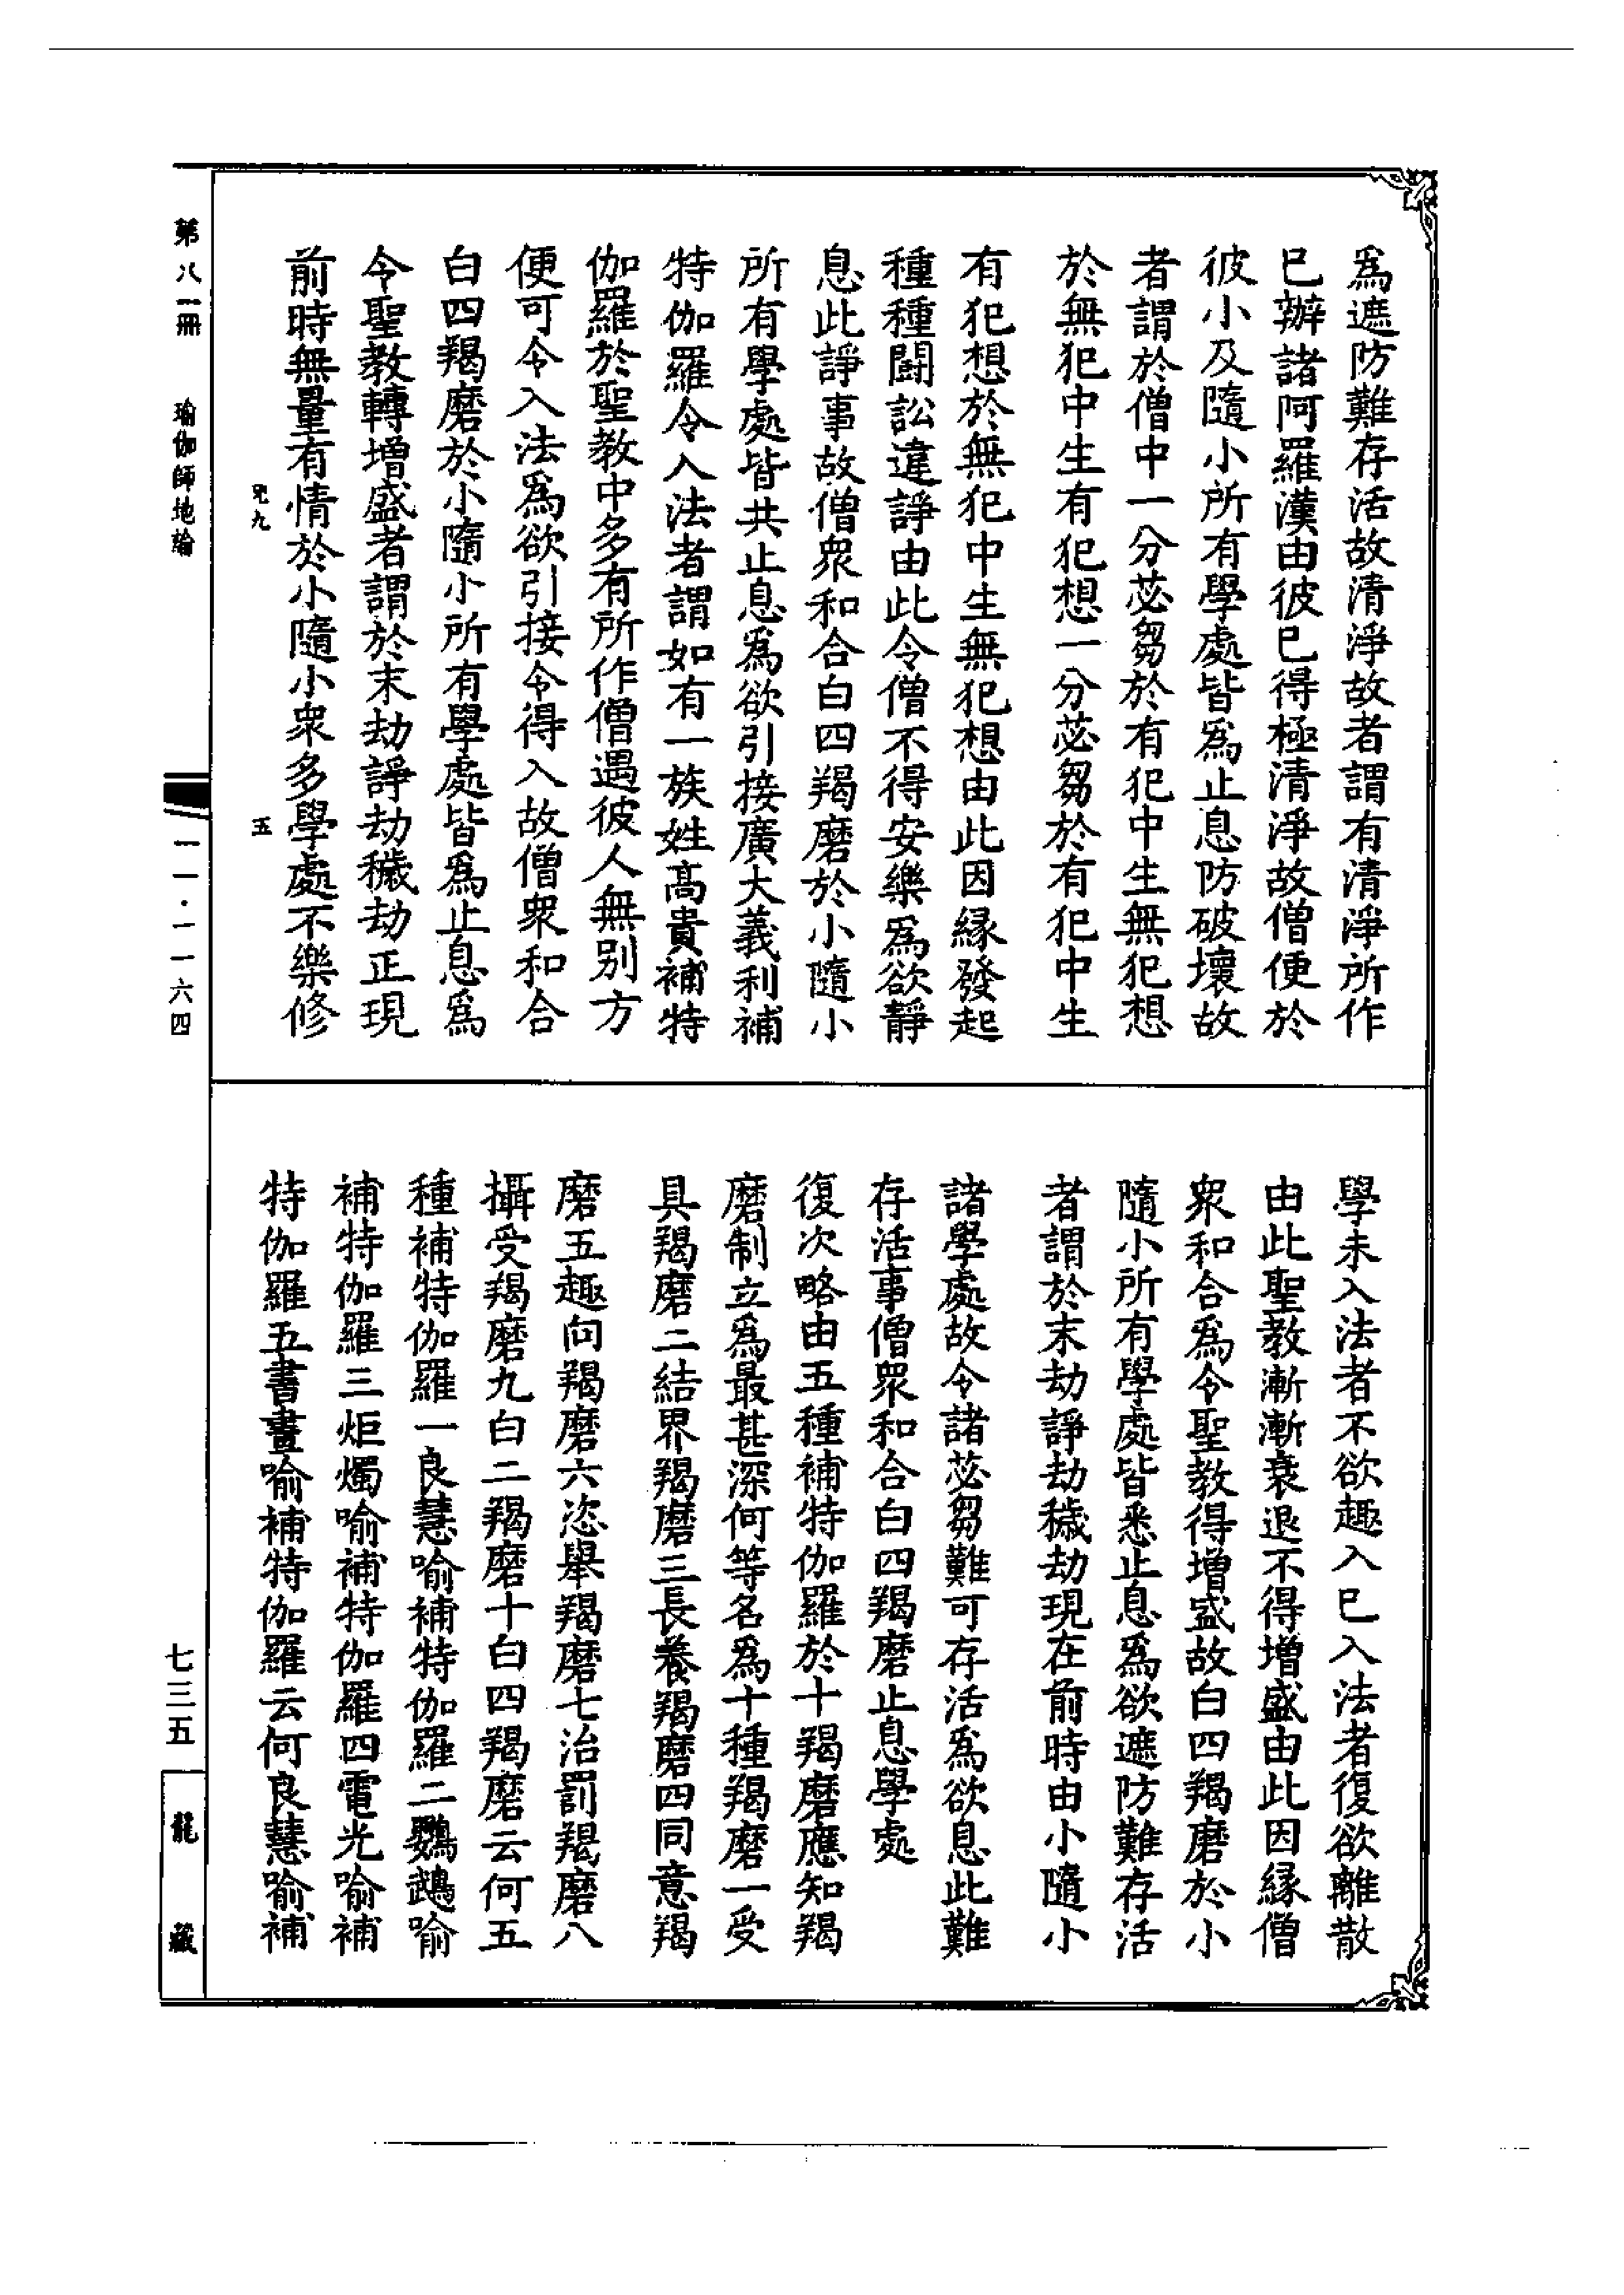 爲遮防難存活故清淨故者謂有清淨所作
已辦諸阿羅漢由彼已得極清淨故僧便於
彼小及隨小所有學處皆爲止息防破壞故
者謂於僧中一分苾芻於有犯中生無犯想
於無犯中生有犯想一分苾芻於有犯中生
有犯想於無犯中生無犯想由此因緣發起
種種鬪訟違諍由此令僧不得安樂爲欲靜
息此諍事故僧衆和合白四羯磨於小隨小
所有學處皆共止息爲欲引接廣大義利補
特伽羅令入法者謂如有一族姓高貴補特
伽羅於聖教中多有所作僧遇彼人無别方
便可令入法爲欲引接令得入故僧衆和合
白四羯磨於小隨小所有學處皆爲止息爲
令聖教轉增盛者謂於末劫諍劫穢劫正現
前時無量有情於小隨小衆多學處不樂修
兜九
五
學未入法者不欲趣入已入法者復欲離散
由此聖教漸漸衰退不得增盛由此因緣僧
衆和合爲令聖教得增盛故白四羯磨於小
隨小所有學處皆悉止息爲欲遮防難存活
者謂於末劫諍劫穢劫現在前時由小隨小
諸學處故令諸苾芻難可存活爲欲息此難
存活事僧衆和合白四羯磨止息學處
復次略由五種補特伽羅於十羯磨應知羯
磨制立爲最甚深何等名爲十種羯磨一受
具羯磨二結界羯磨三長養羯磨四同意羯
磨五趣向羯磨六恣舉羯磨七治罰羯磨八
攝受羯磨九白二羯磨十白四羯磨云何五
種補特伽羅一良慧喻補特伽羅二鸚鵡喻
補特伽羅三炬燭喻補特伽羅四電光喻補
特伽羅五書畫喻補特伽羅云何良慧喻補
第八一冊
瑜伽師地論
一一一・一一六四
七三五
龍藏